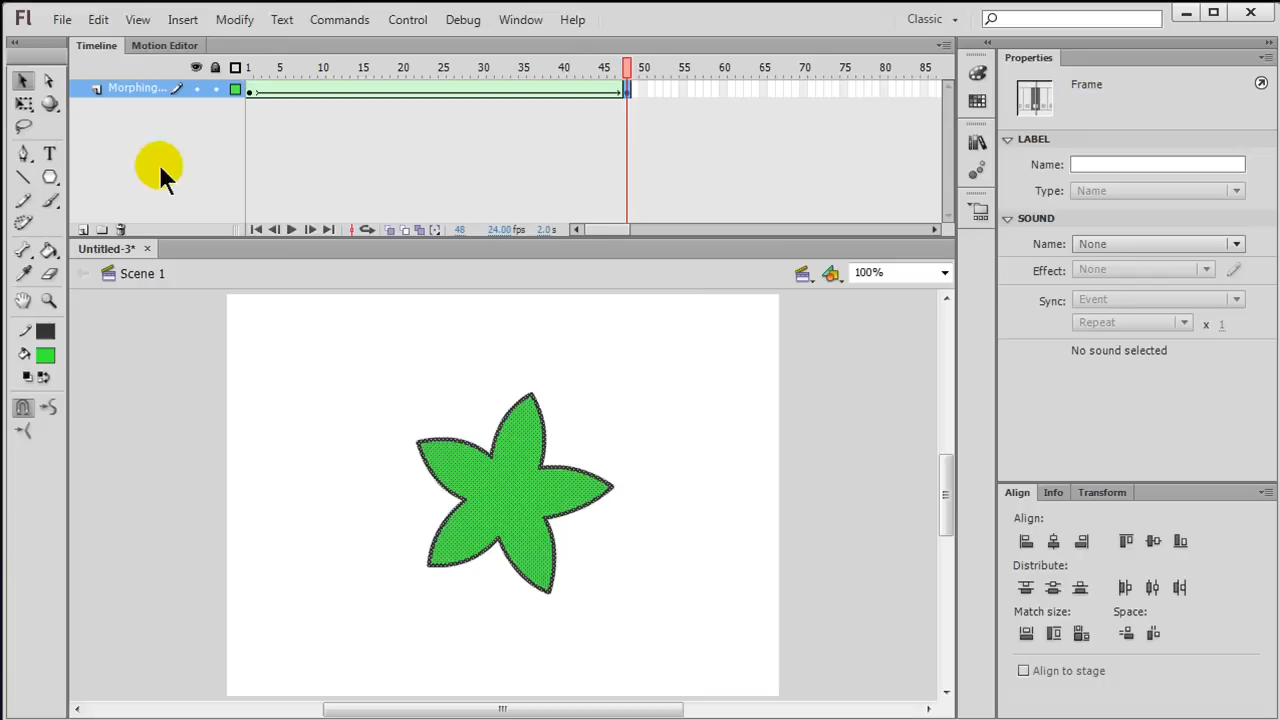 Fl File Edit View Insert Modify Text Commands Control Debug Window Help Classic
Timeline Motion Editor
1 5 10 15 20 25 30 35 40 45 50 55 60 65 70 75 80 85
Morphing...
48 24.00fps 2.0s
Untitled-3*
Scene 1 100%
Properties
Frame
LABEL
Name:
Type: Name
SOUND
Name: None
Effect: None
Sync: Event
Repeat x 1
No sound selected
Align Info Transform
Align:
Distribute:
Match size: Space:
Align to stage